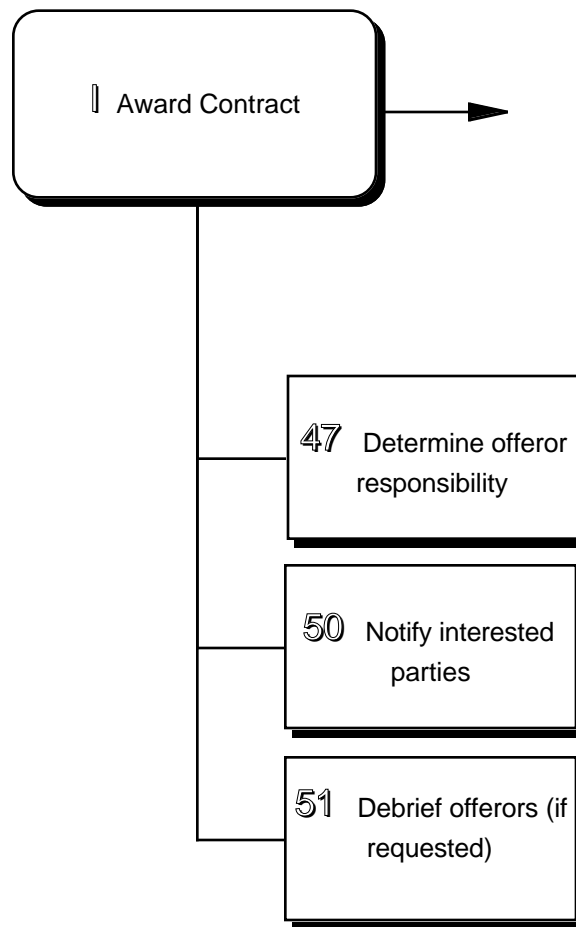 I Award Contract
47 Determine offeror
responsibility
50 Notify interested
parties
51 Debrief offerors (if
requested)